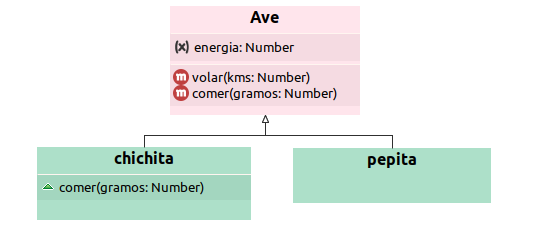 Ave
(x) energia: Number
m volar(kms: Number)
m comer(gramos: Number)
chichita
comer(gramos: Number)
pepita